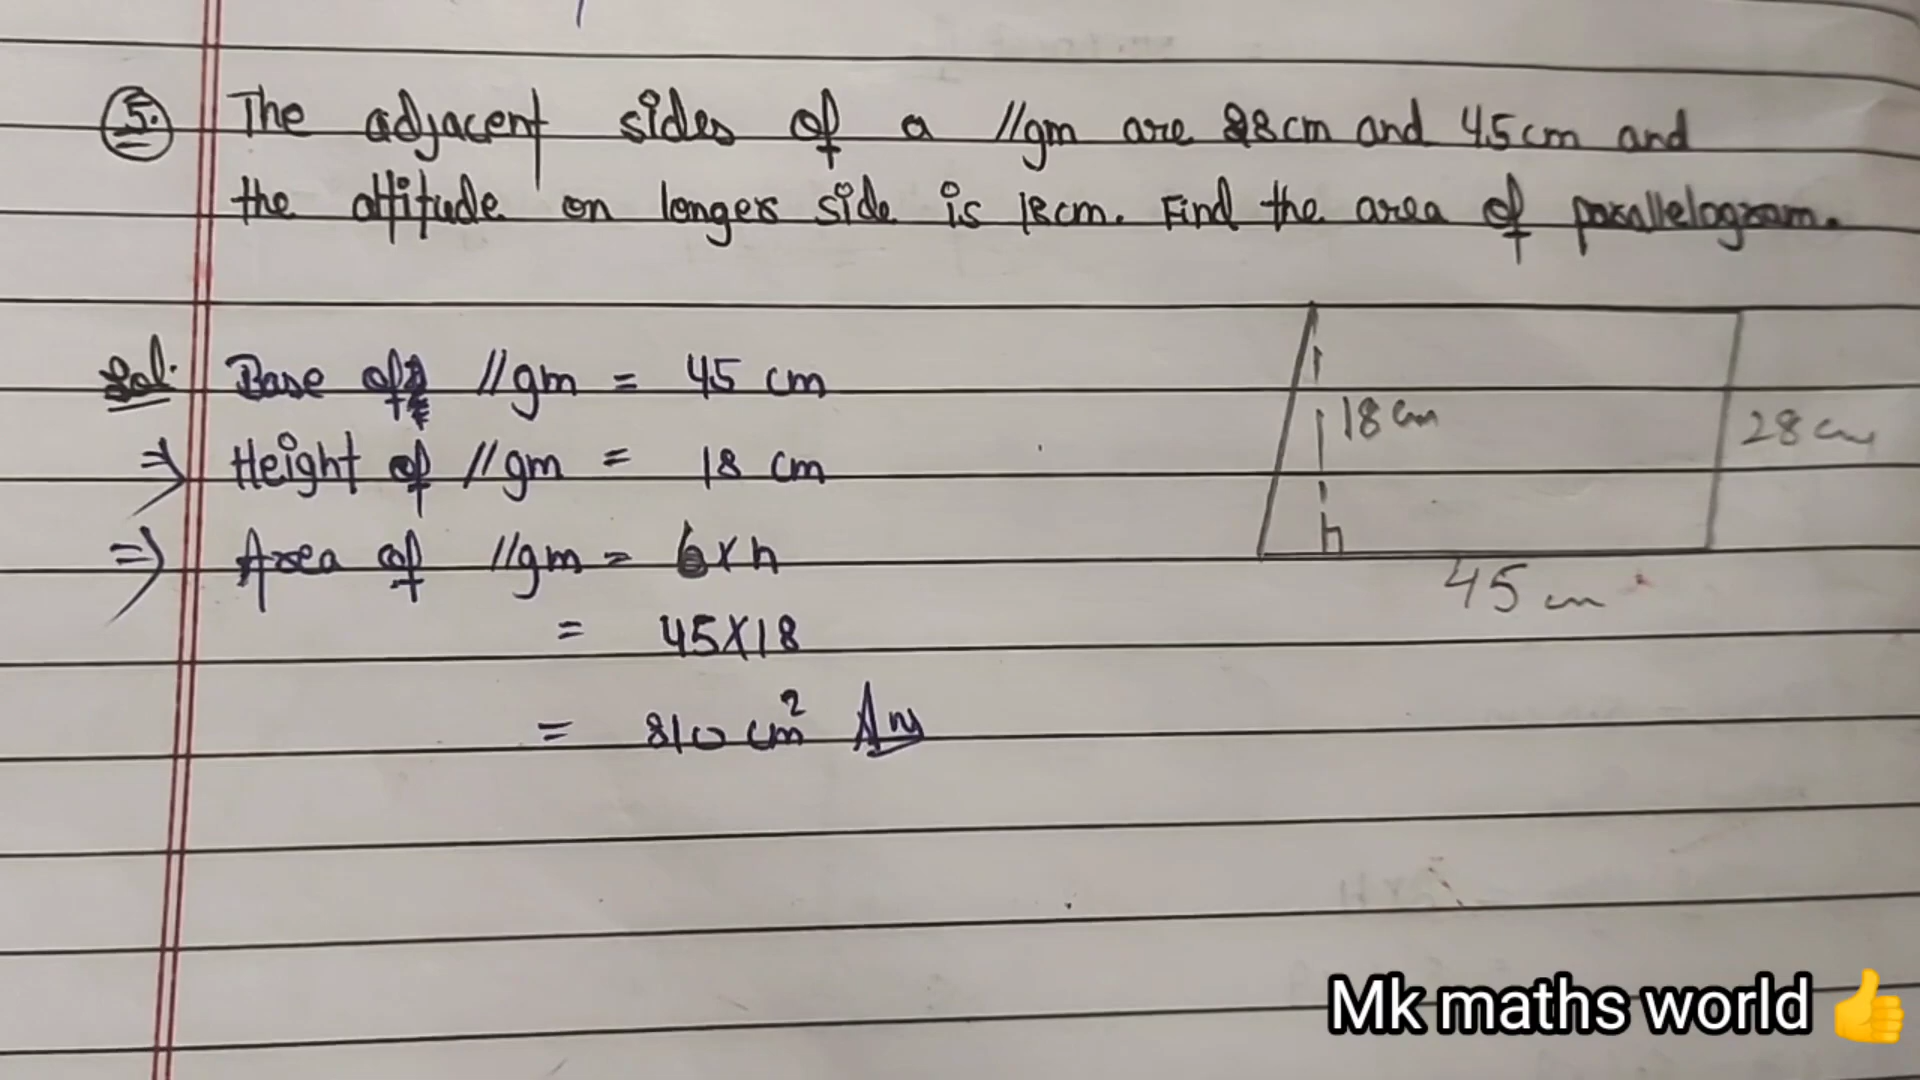 5. The adjacent sides of a //gm are 28cm and 45cm and
the altitude on longer side is 18cm. Find the area of parallelogram.
Sol. Base of //gm = 45 cm
⇒ Height of //gm = 18 cm
⇒ Area of //gm = b×h
= 45×18
= 810 cm² Ans
18 cm
28 cm
45 cm
Mk maths world 👍